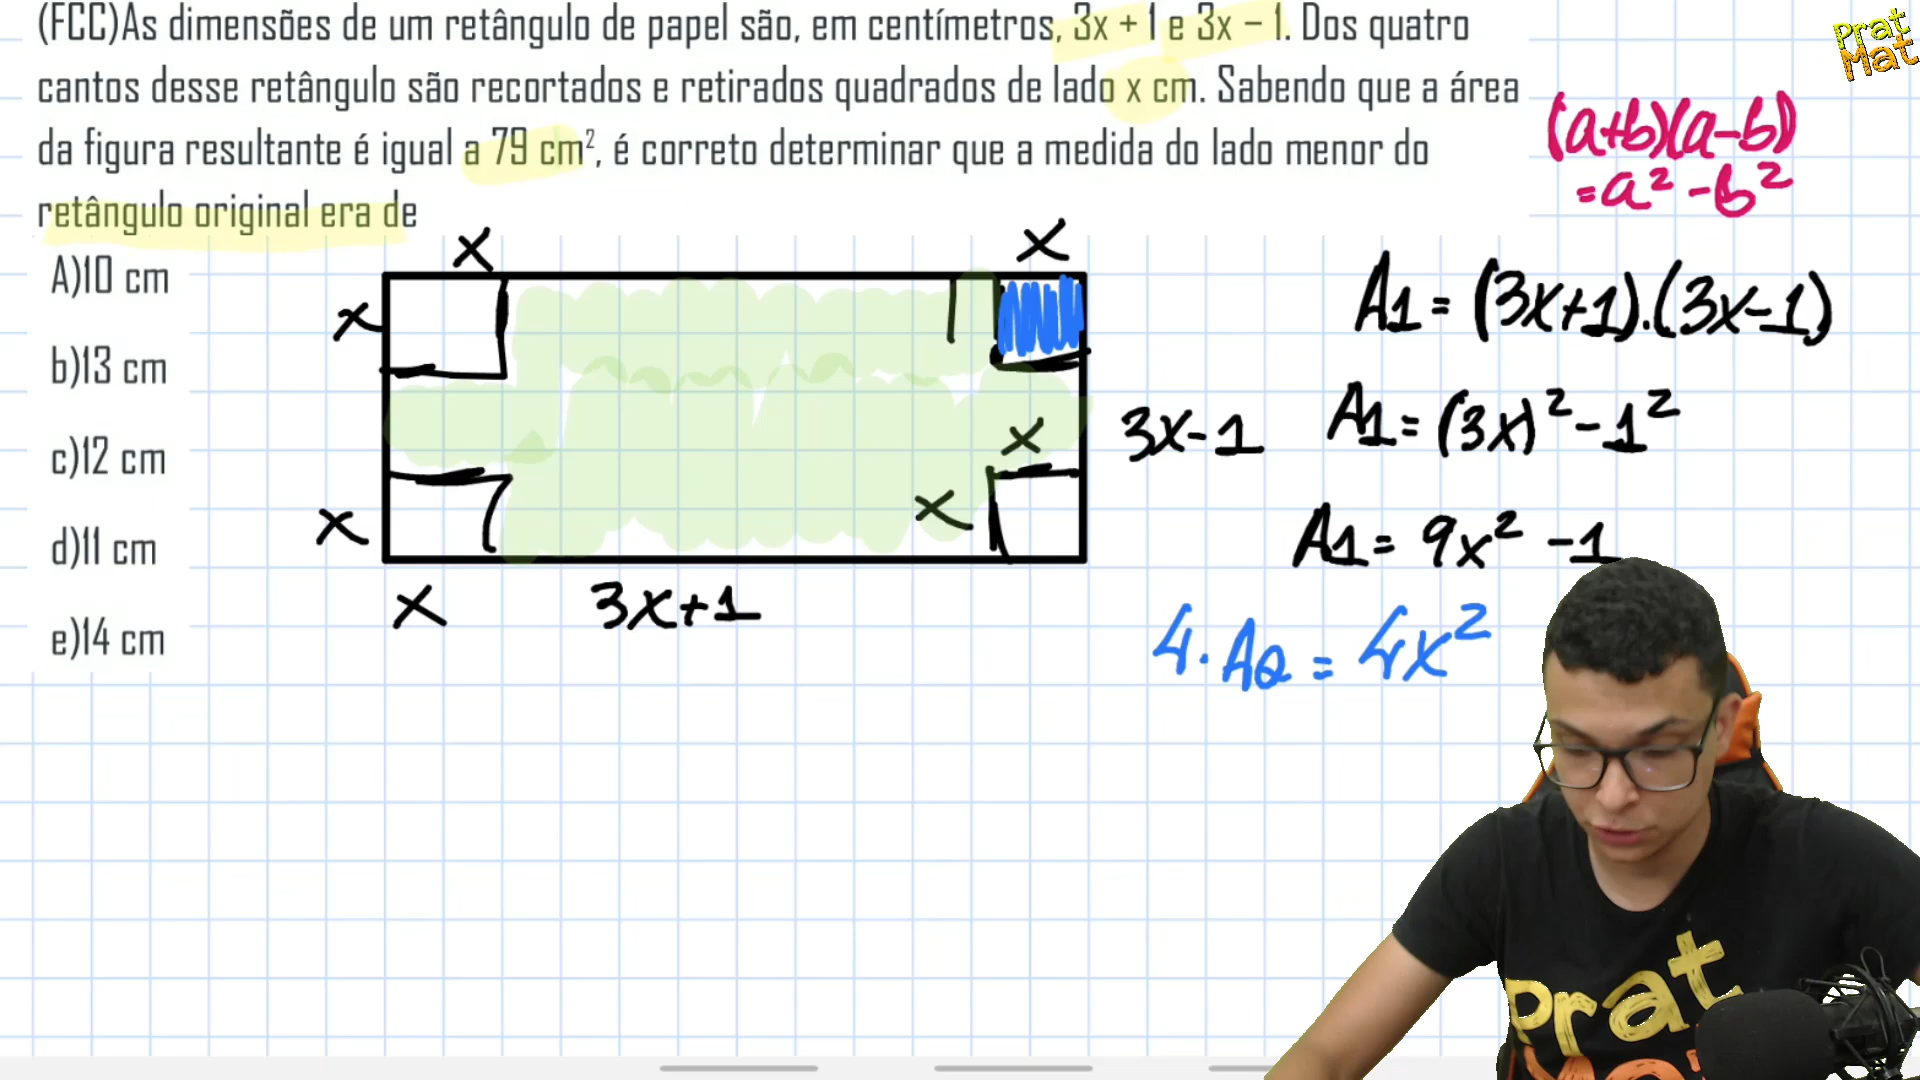 (FCC)As dimensões de um retângulo de papel são, em centímetros, 3x + 1 e 3x – 1. Dos quatro
cantos desse retângulo são recortados e retirados quadrados de lado x cm. Sabendo que a área
da figura resultante é igual a 79 cm², é correto determinar que a medida do lado menor do
retângulo original era de
A)10 cm
b)13 cm
c)12 cm
d)11 cm
e)14 cm
Prat
Mat
(a+b)(a-b)
=a²-b²
x
x
x
x
x
x
x
3x+1
3x-1
A1=(3x+1).(3x-1)
A1=(3x)²-1²
A1=9x²-1
4.AQ=4x²
Prat